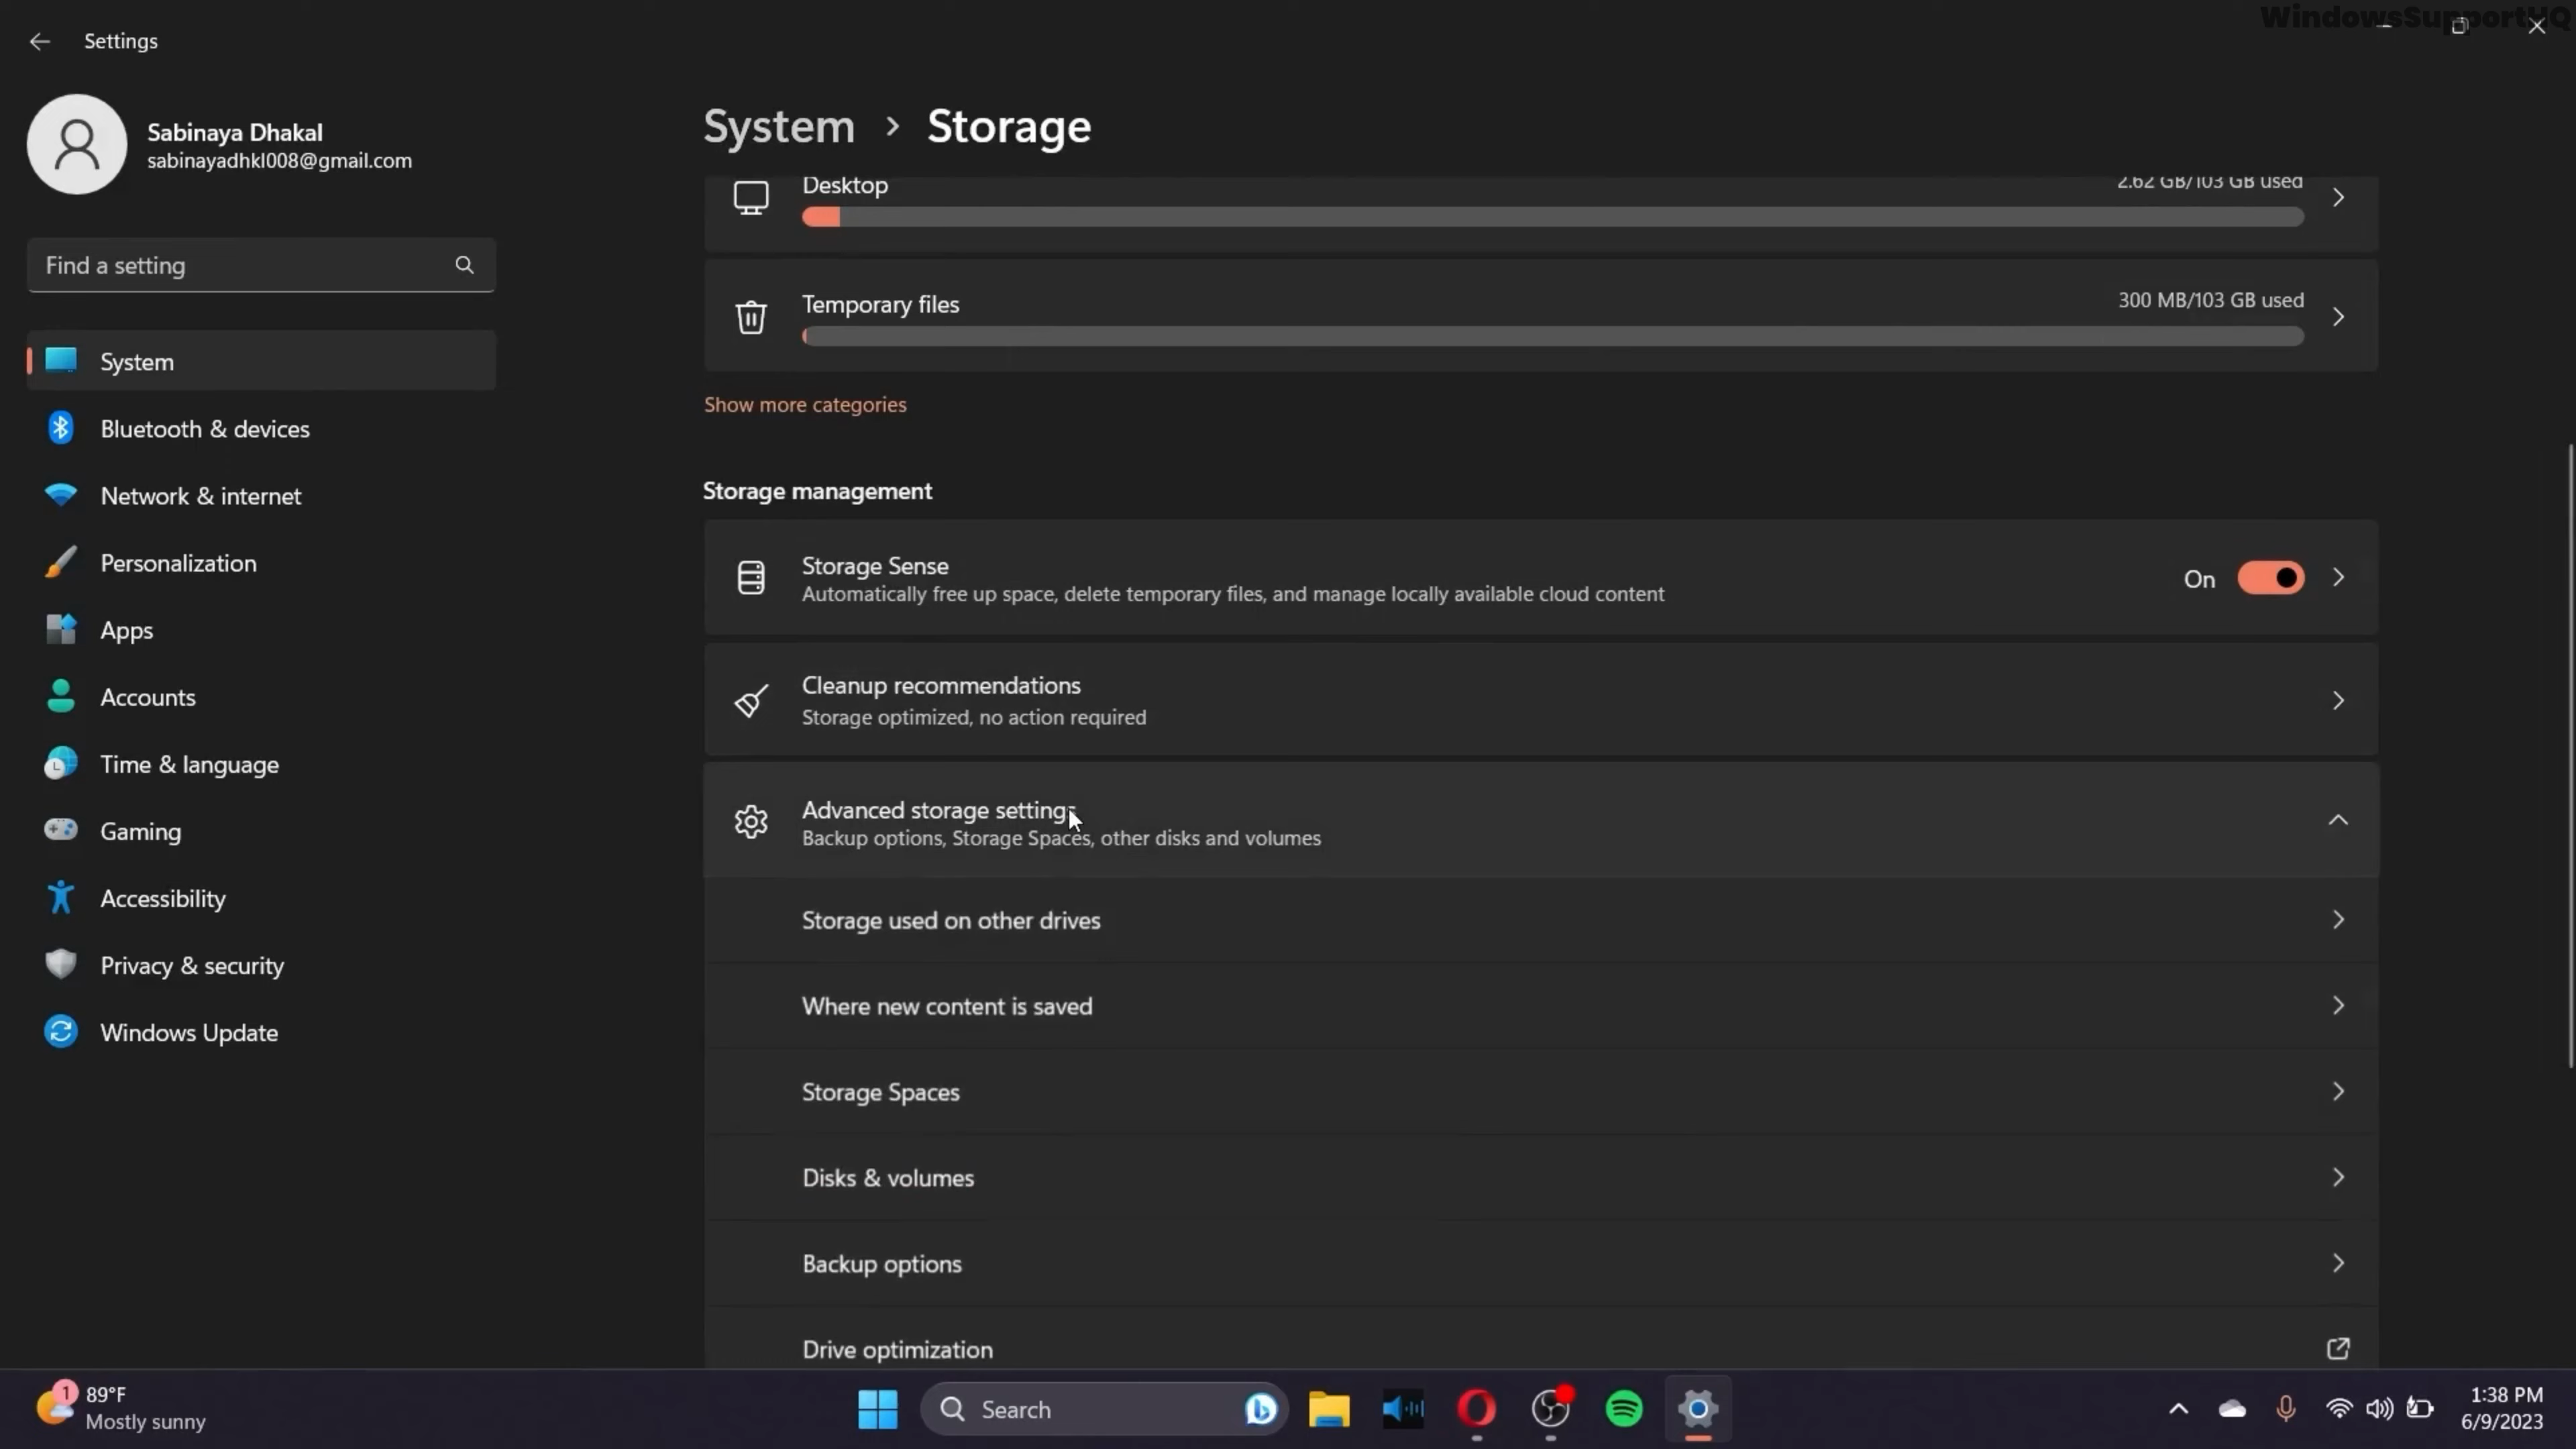 WindowsSupportHQ
Settings
Sabinaya Dhakal
sabinayadhkl008@gmail.com
Find a setting
System
Bluetooth & devices
Network & internet
Personalization
Apps
Accounts
Time & language
Gaming
Accessibility
Privacy & security
Windows Update
System > Storage
Desktop
2.62 GB/103 GB used
Temporary files
300 MB/103 GB used
Show more categories
Storage management
Storage Sense
Automatically free up space, delete temporary files, and manage locally available cloud content
On
Cleanup recommendations
Storage optimized, no action required
Advanced storage settings
Backup options, Storage Spaces, other disks and volumes
Storage used on other drives
Where new content is saved
Storage Spaces
Disks & volumes
Backup options
Drive optimization
1
89°F
Mostly sunny
Search
1:38 PM
6/9/2023